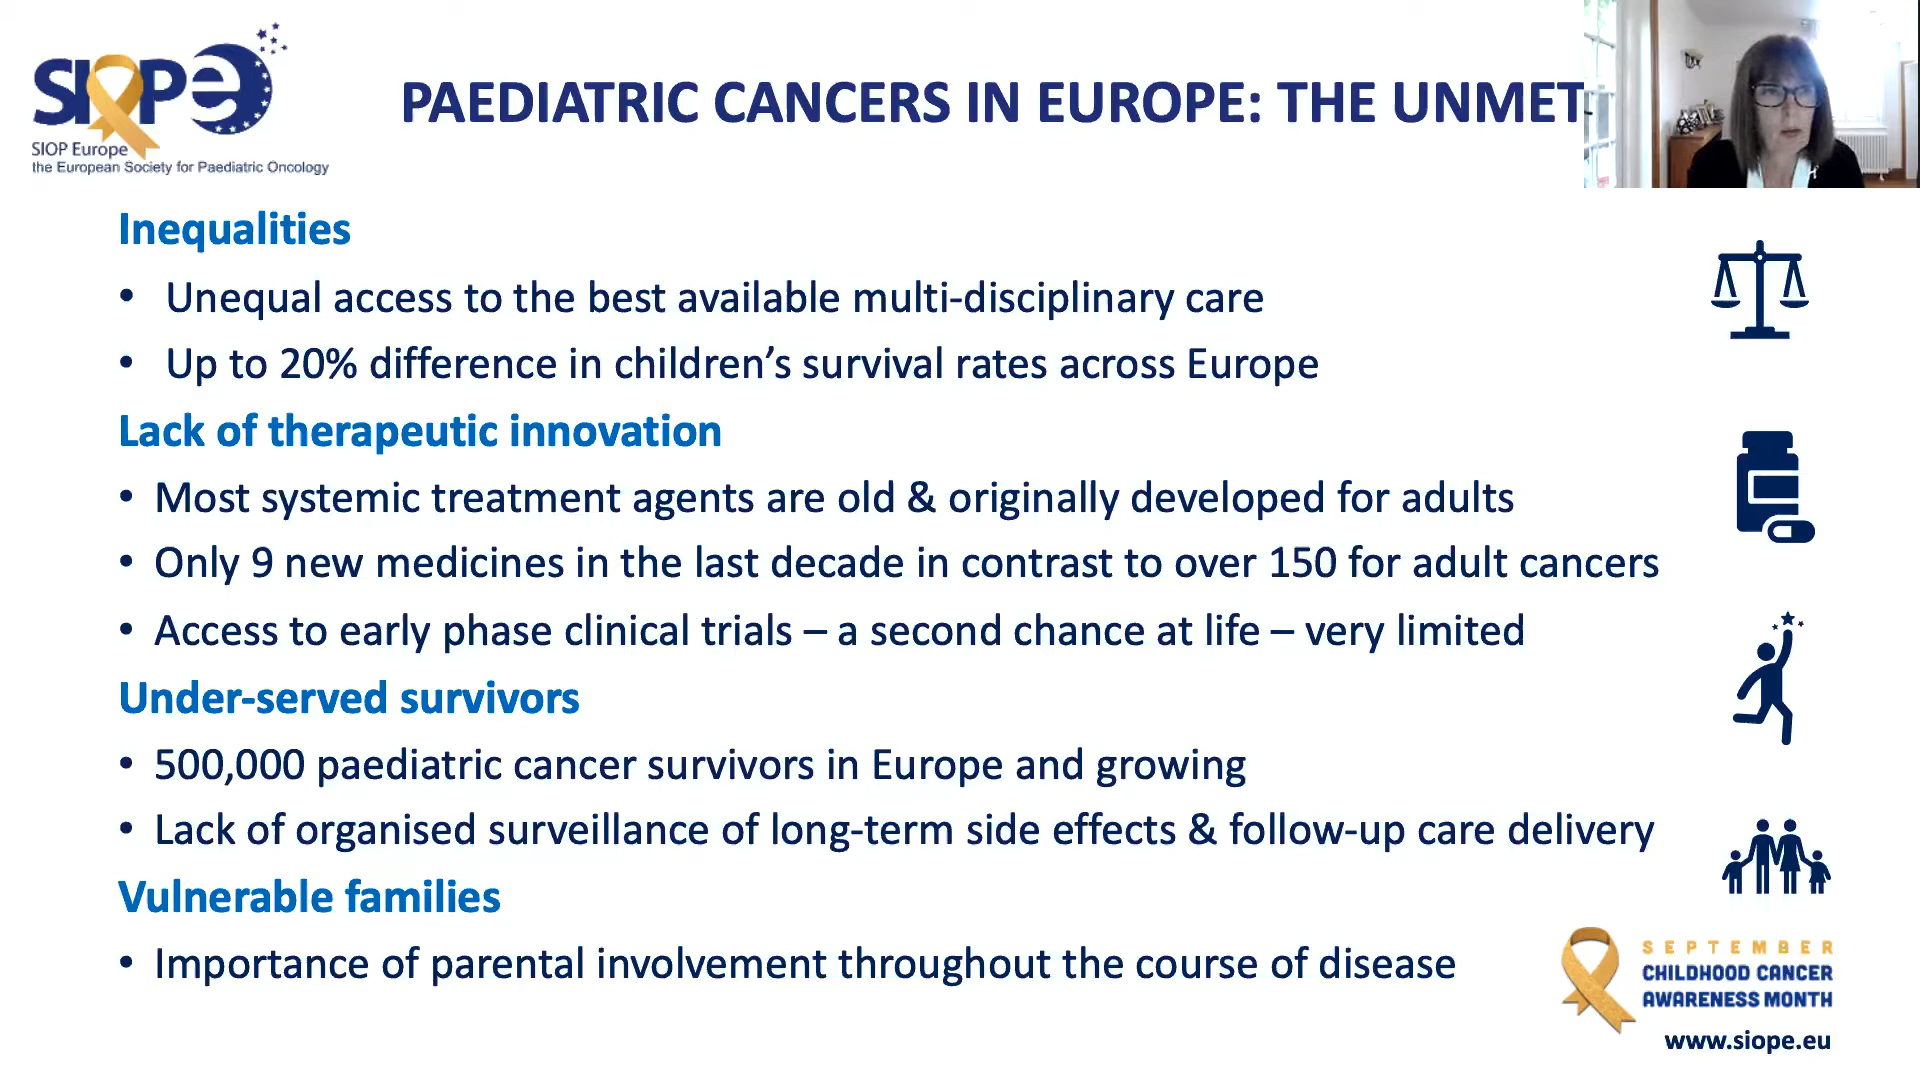 SIOPe
SIOP Europe
the European Society for Paediatric Oncology
PAEDIATRIC CANCERS IN EUROPE: THE UNMET
Inequalities
• Unequal access to the best available multi-disciplinary care
• Up to 20% difference in children’s survival rates across Europe
Lack of therapeutic innovation
• Most systemic treatment agents are old & originally developed for adults
• Only 9 new medicines in the last decade in contrast to over 150 for adult cancers
• Access to early phase clinical trials – a second chance at life – very limited
Under-served survivors
• 500,000 paediatric cancer survivors in Europe and growing
• Lack of organised surveillance of long-term side effects & follow-up care delivery
Vulnerable families
• Importance of parental involvement throughout the course of disease
SEPTEMBER
CHILDHOOD CANCER
AWARENESS MONTH
www.siope.eu